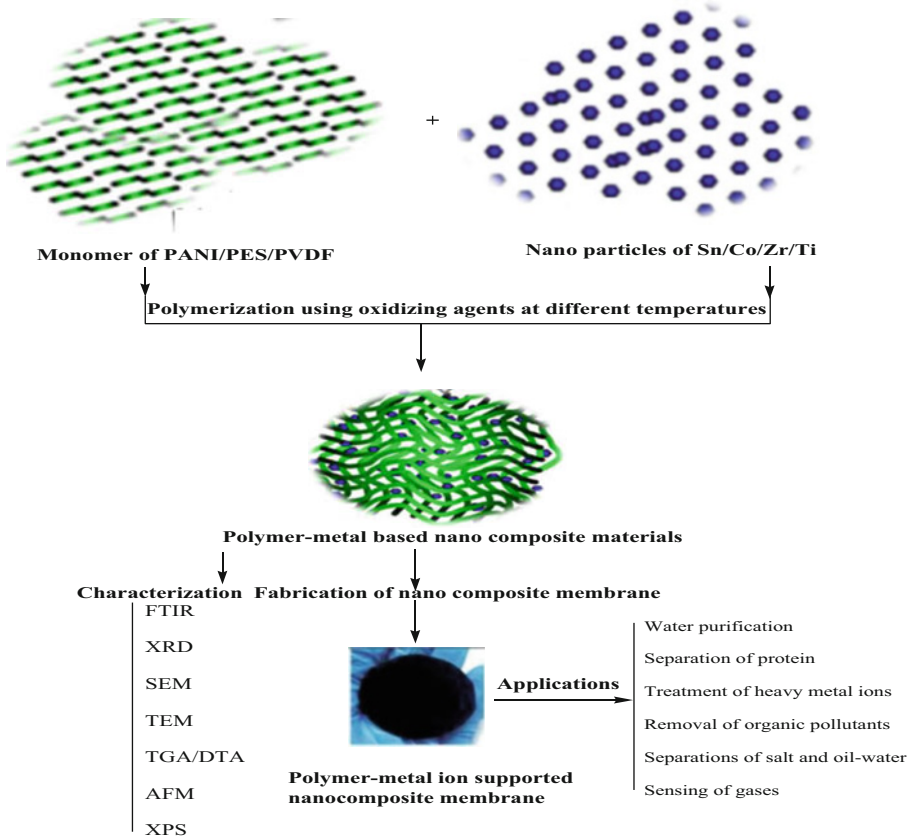 +
Monomer of PANI/PES/PVDF
Nano particles of Sn/Co/Zr/Ti
Polymerization using oxidizing agents at different temperatures
Polymer-metal based nano composite materials
Characterization
Fabrication of nano composite membrane
FTIR
XRD
SEM
TEM
TGA/DTA
AFM
XPS
Polymer-metal ion supported
nanocomposite membrane
Applications
Water purification
Separation of protein
Treatment of heavy metal ions
Removal of organic pollutants
Separations of salt and oil-water
Sensing of gases